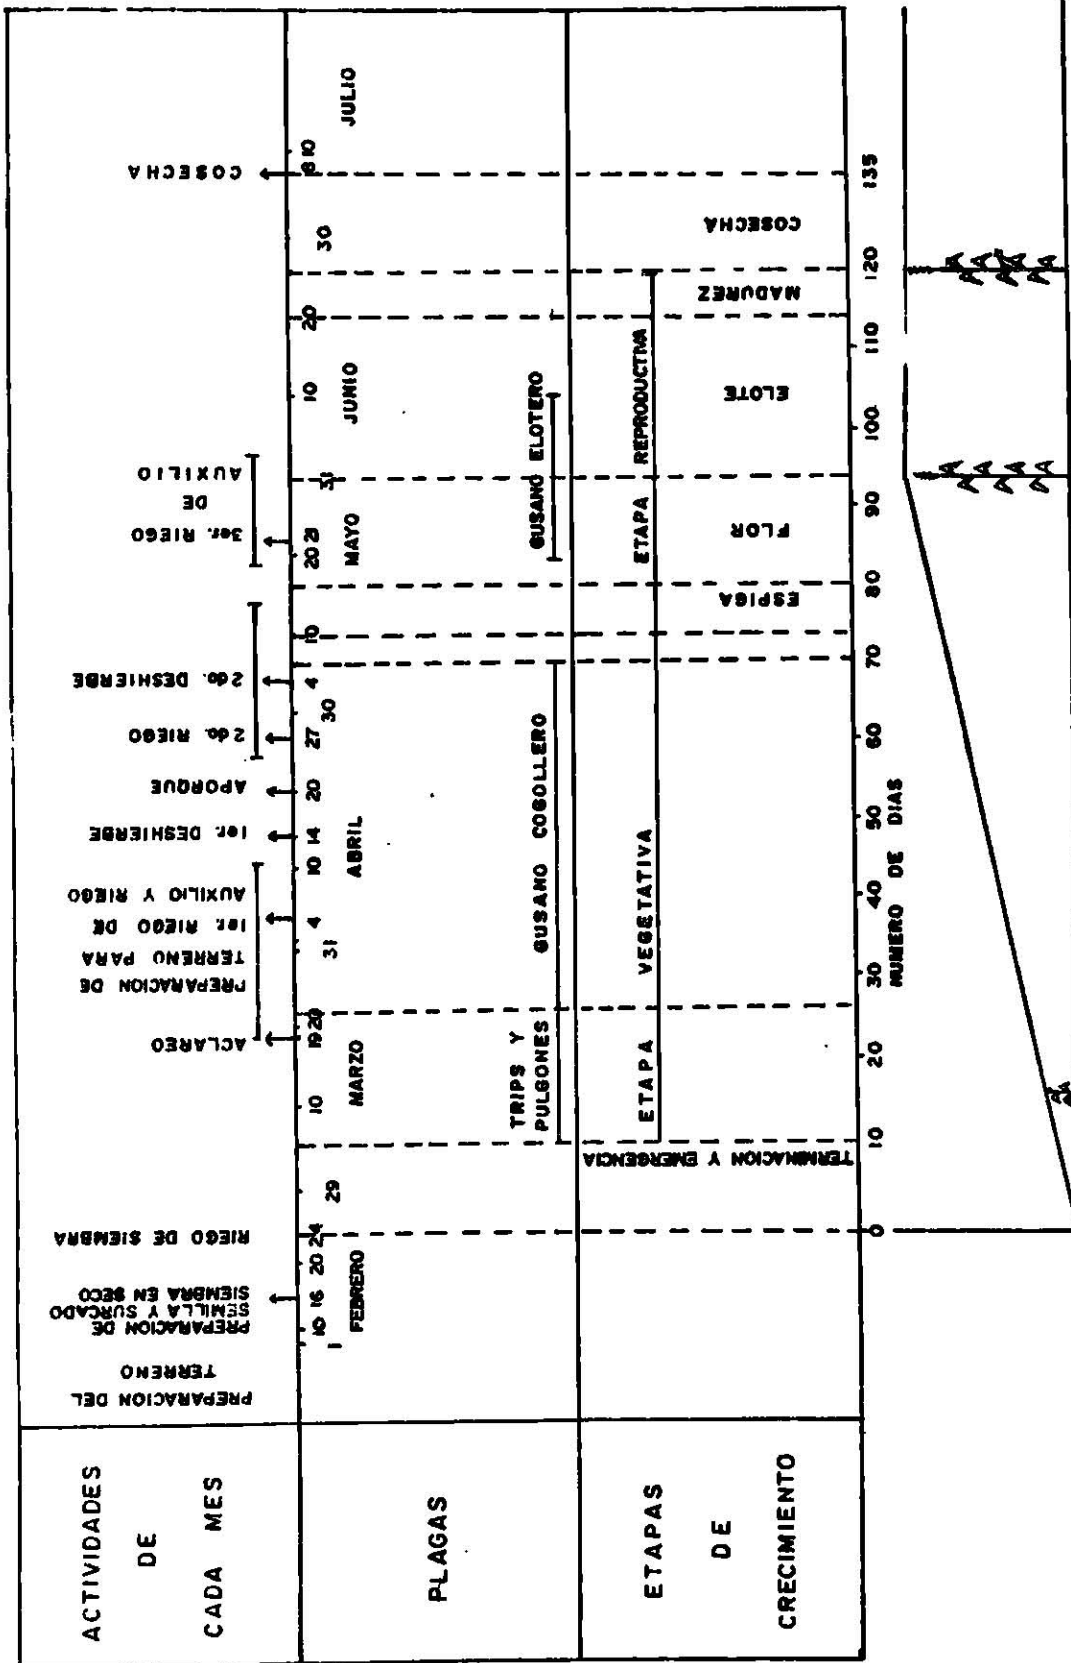 ACTIVIDADES
DE
CADA MES
PREPARACION DEL
TERRENO
PREPARACION DE
SEMILLA Y SURCADO
SIEMBRA EN SECO
RIEGO DE SIEMBRA
ACLAREO
PREPARACION DE
TERRENO PARA
1er. RIEGO DE
AUXILIO Y RIEGO
1er. DESHIERBE
APORQUE
2do. RIEGO
2do. DESHIERBE
3er. RIEGO
DE
AUXILIO
COSECHA
1 10 16 20 24 29 10 19 20 31 4 10 14 20 27 30 4 10 20 21 31 10 20 30 8 10
FEBRERO MARZO ABRIL MAYO JUNIO JULIO
PLAGAS
TRIPS Y
PULGONES
GUSANO COGOLLERO
GUSANO ELOTERO
ETAPAS
DE
CRECIMIENTO
ETAPA VEGETATIVA
ETAPA REPRODUCTIVA
TERMINACION Y EMERGENCIA
ESPIGA
FLOR
ELOTE
MADUREZ
COSECHA
0 10 20 30 40 50 60 70 80 90 100 110 120 135
NUMERO DE DIAS